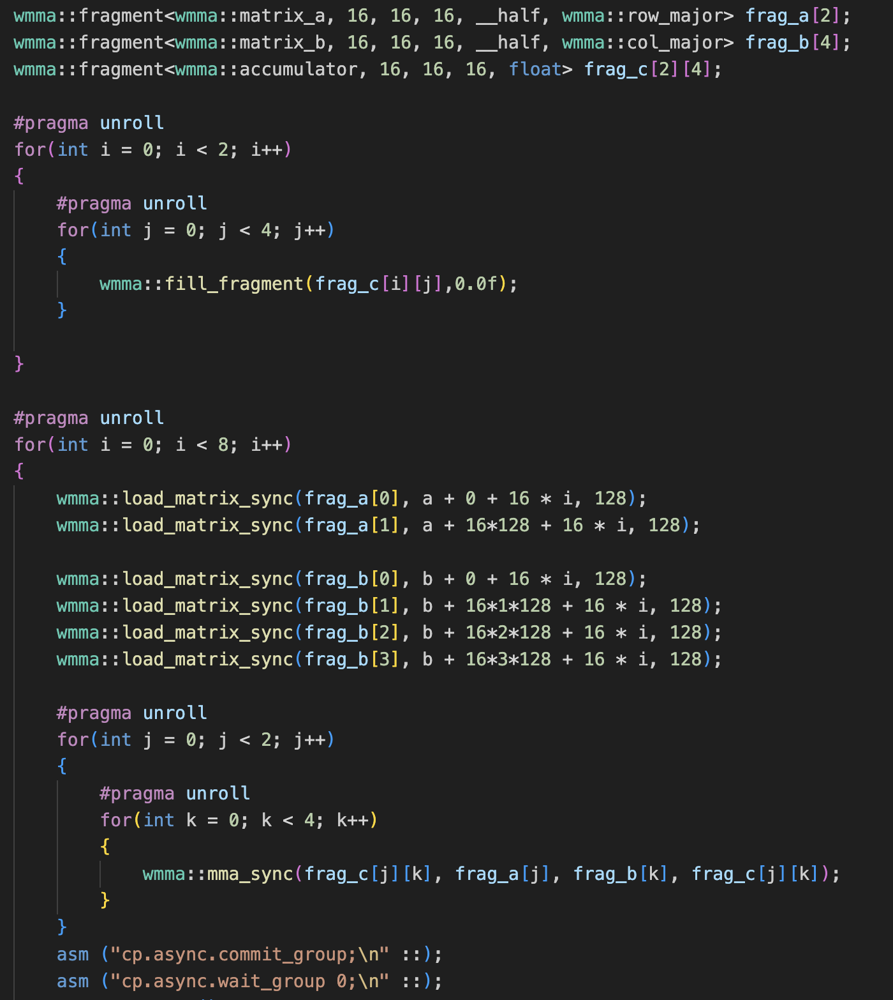 wmma::fragment<wmma::matrix_a, 16, 16, 16, __half, wmma::row_major> frag_a[2];
wmma::fragment<wmma::matrix_b, 16, 16, 16, __half, wmma::col_major> frag_b[4];
wmma::fragment<wmma::accumulator, 16, 16, 16, float> frag_c[2][4];

#pragma unroll
for(int i = 0; i < 2; i++)
{
    #pragma unroll
    for(int j = 0; j < 4; j++)
    {
        wmma::fill_fragment(frag_c[i][j],0.0f);
    }

}

#pragma unroll
for(int i = 0; i < 8; i++)
{
    wmma::load_matrix_sync(frag_a[0], a + 0 + 16 * i, 128);
    wmma::load_matrix_sync(frag_a[1], a + 16*128 + 16 * i, 128);

    wmma::load_matrix_sync(frag_b[0], b + 0 + 16 * i, 128);
    wmma::load_matrix_sync(frag_b[1], b + 16*1*128 + 16 * i, 128);
    wmma::load_matrix_sync(frag_b[2], b + 16*2*128 + 16 * i, 128);
    wmma::load_matrix_sync(frag_b[3], b + 16*3*128 + 16 * i, 128);

    #pragma unroll
    for(int j = 0; j < 2; j++)
    {
        #pragma unroll
        for(int k = 0; k < 4; k++)
        {
            wmma::mma_sync(frag_c[j][k], frag_a[j], frag_b[k], frag_c[j][k]);
        }
    }
    asm ("cp.async.commit_group;\n" ::);
    asm ("cp.async.wait_group 0;\n" ::);